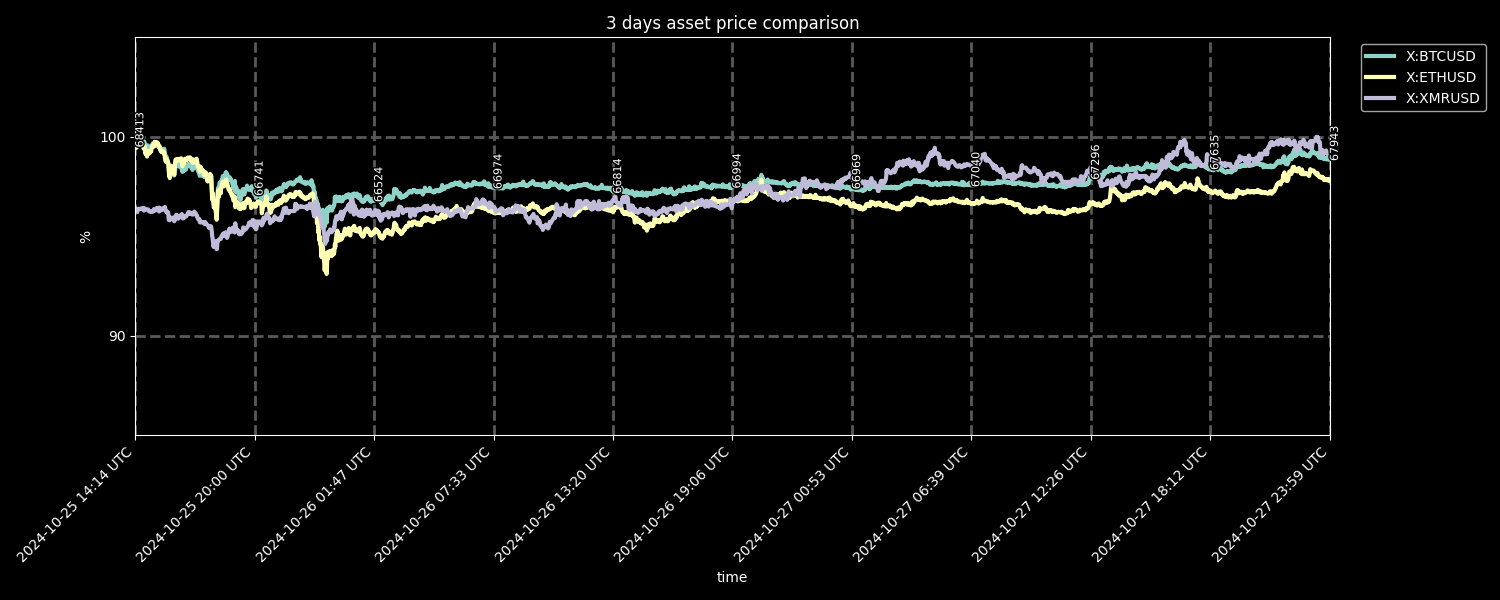 3 days asset price comparison
X:BTCUSD
X:ETHUSD
X:XMRUSD
100
90
%
68413
66741
66524
66974
66814
66994
66969
67040
67296
67635
67943
2024-10-25 14:14 UTC
2024-10-25 20:00 UTC
2024-10-26 01:47 UTC
2024-10-26 07:33 UTC
2024-10-26 13:20 UTC
2024-10-26 19:06 UTC
2024-10-27 00:53 UTC
2024-10-27 06:39 UTC
2024-10-27 12:26 UTC
2024-10-27 18:12 UTC
2024-10-27 23:59 UTC
time